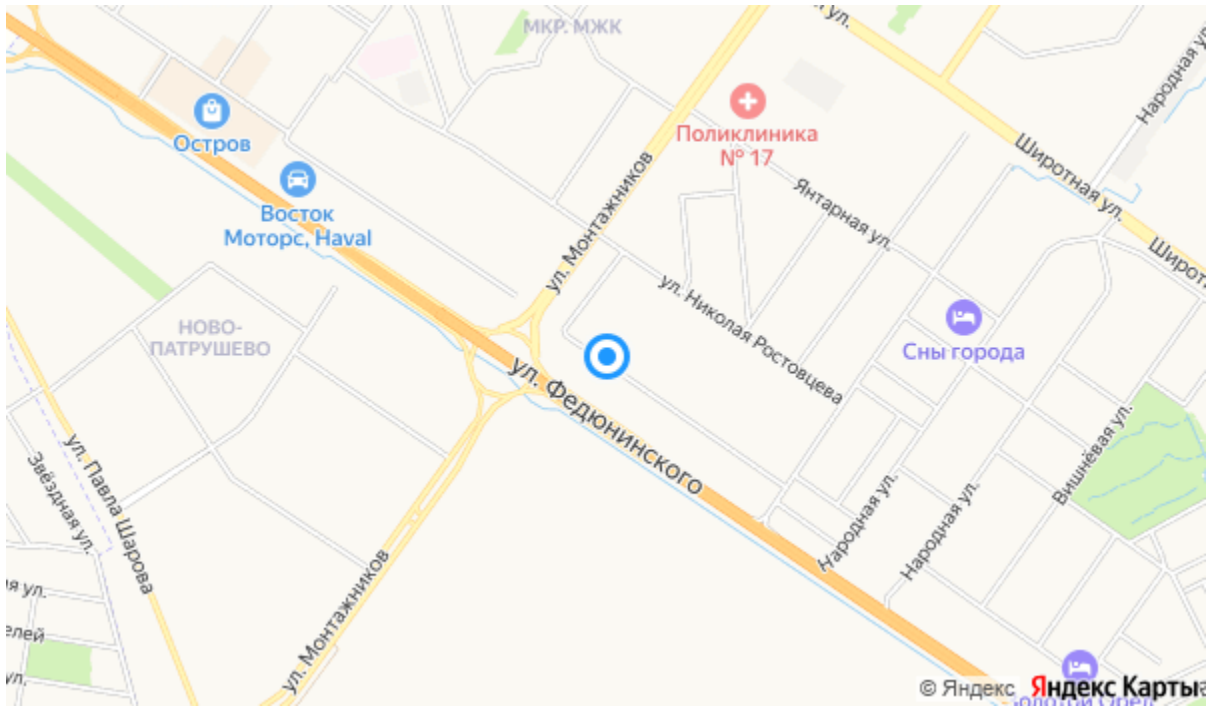 МКР. МЖК
Остров
Восток
Моторс, Haval
Поликлиника
№ 17
ул. Монтажников
Янтарная ул.
Широтная ул.
Народная
ул. Николая Ростовцева
Сны города
НОВО-
ПАТРУШЕВО
ул. Федюнинского
Вишнёвая ул.
ул. Павла Шарова
Звёздная ул.
Народная ул.
Народная ул.
ул. Монтажников
ул.
ул.
© Яндекс Яндекс Карты